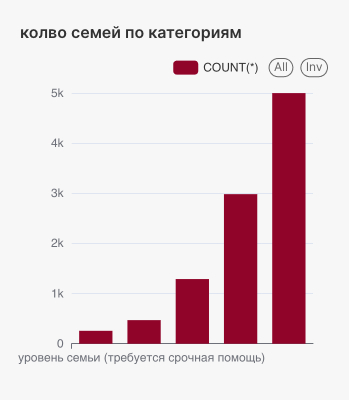 колво семей по категориям
COUNT(*) All Inv
5k
4k
3k
2k
1k
0
уровень семьи (требуется срочная помощь)